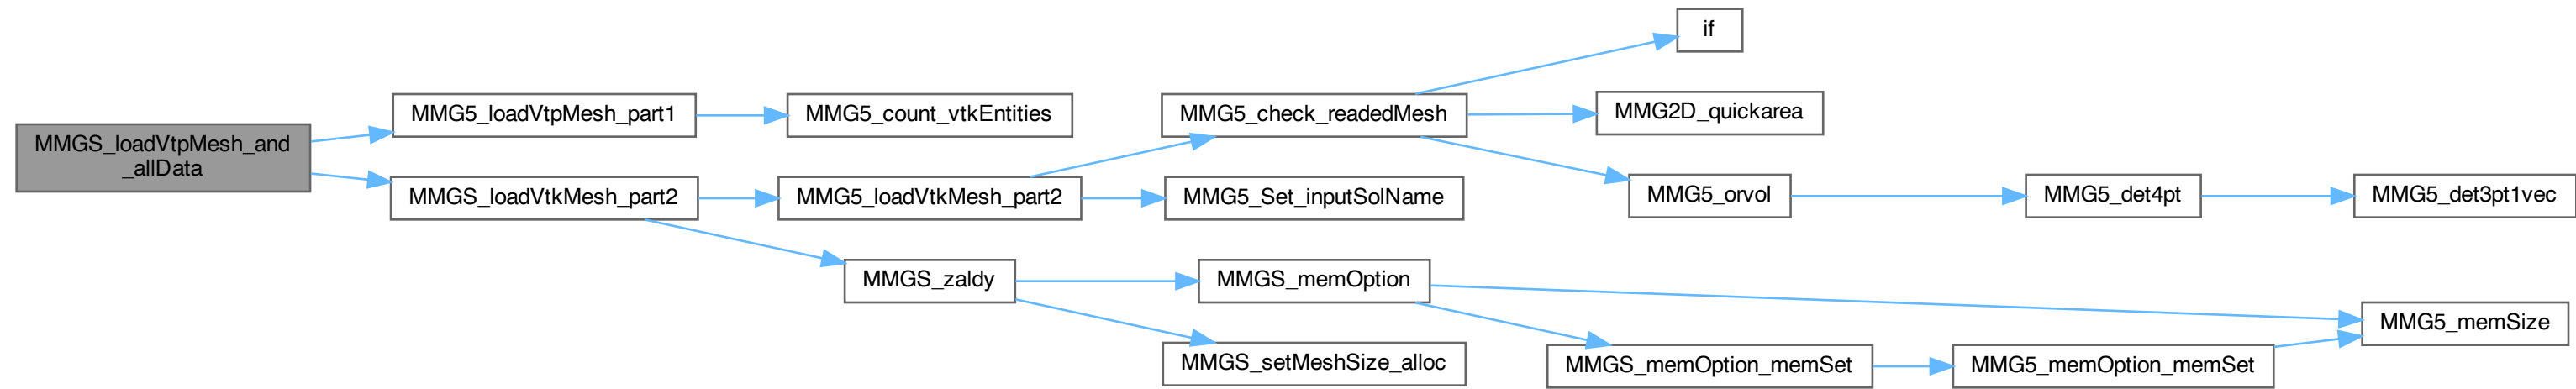 if
MMG5_loadVtpMesh_part1
MMG5_count_vtkEntities
MMG5_check_readedMesh
MMG2D_quickarea
MMGS_loadVtpMesh_and
_allData
MMGS_loadVtkMesh_part2
MMG5_loadVtkMesh_part2
MMG5_Set_inputSolName
MMG5_orvol
MMG5_det4pt
MMG5_det3pt1vec
MMGS_zaldy
MMGS_memOption
MMG5_memSize
MMGS_setMeshSize_alloc
MMGS_memOption_memSet
MMG5_memOption_memSet